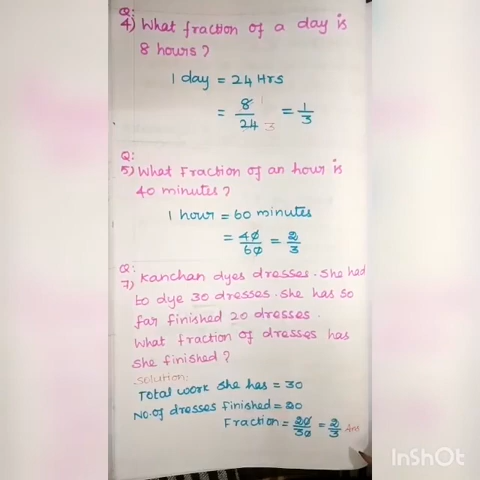 Q:
4) What fraction of a day is
8 hours?
1 day = 24 Hrs
= 8/24 3 = 1/3
Q:
5) What Fraction of an hour is
40 minutes?
1 hour = 60 minutes
= 40/60 = 2/3
Q:
7) Kanchan dyes dresses. She had
to dye 30 dresses. She has so
far finished 20 dresses.
What fraction of dresses has
she finished?
Solution:
Total work she has = 30
No. of dresses finished = 20
Fraction = 20/30 = 2/3 Ans
InShOt